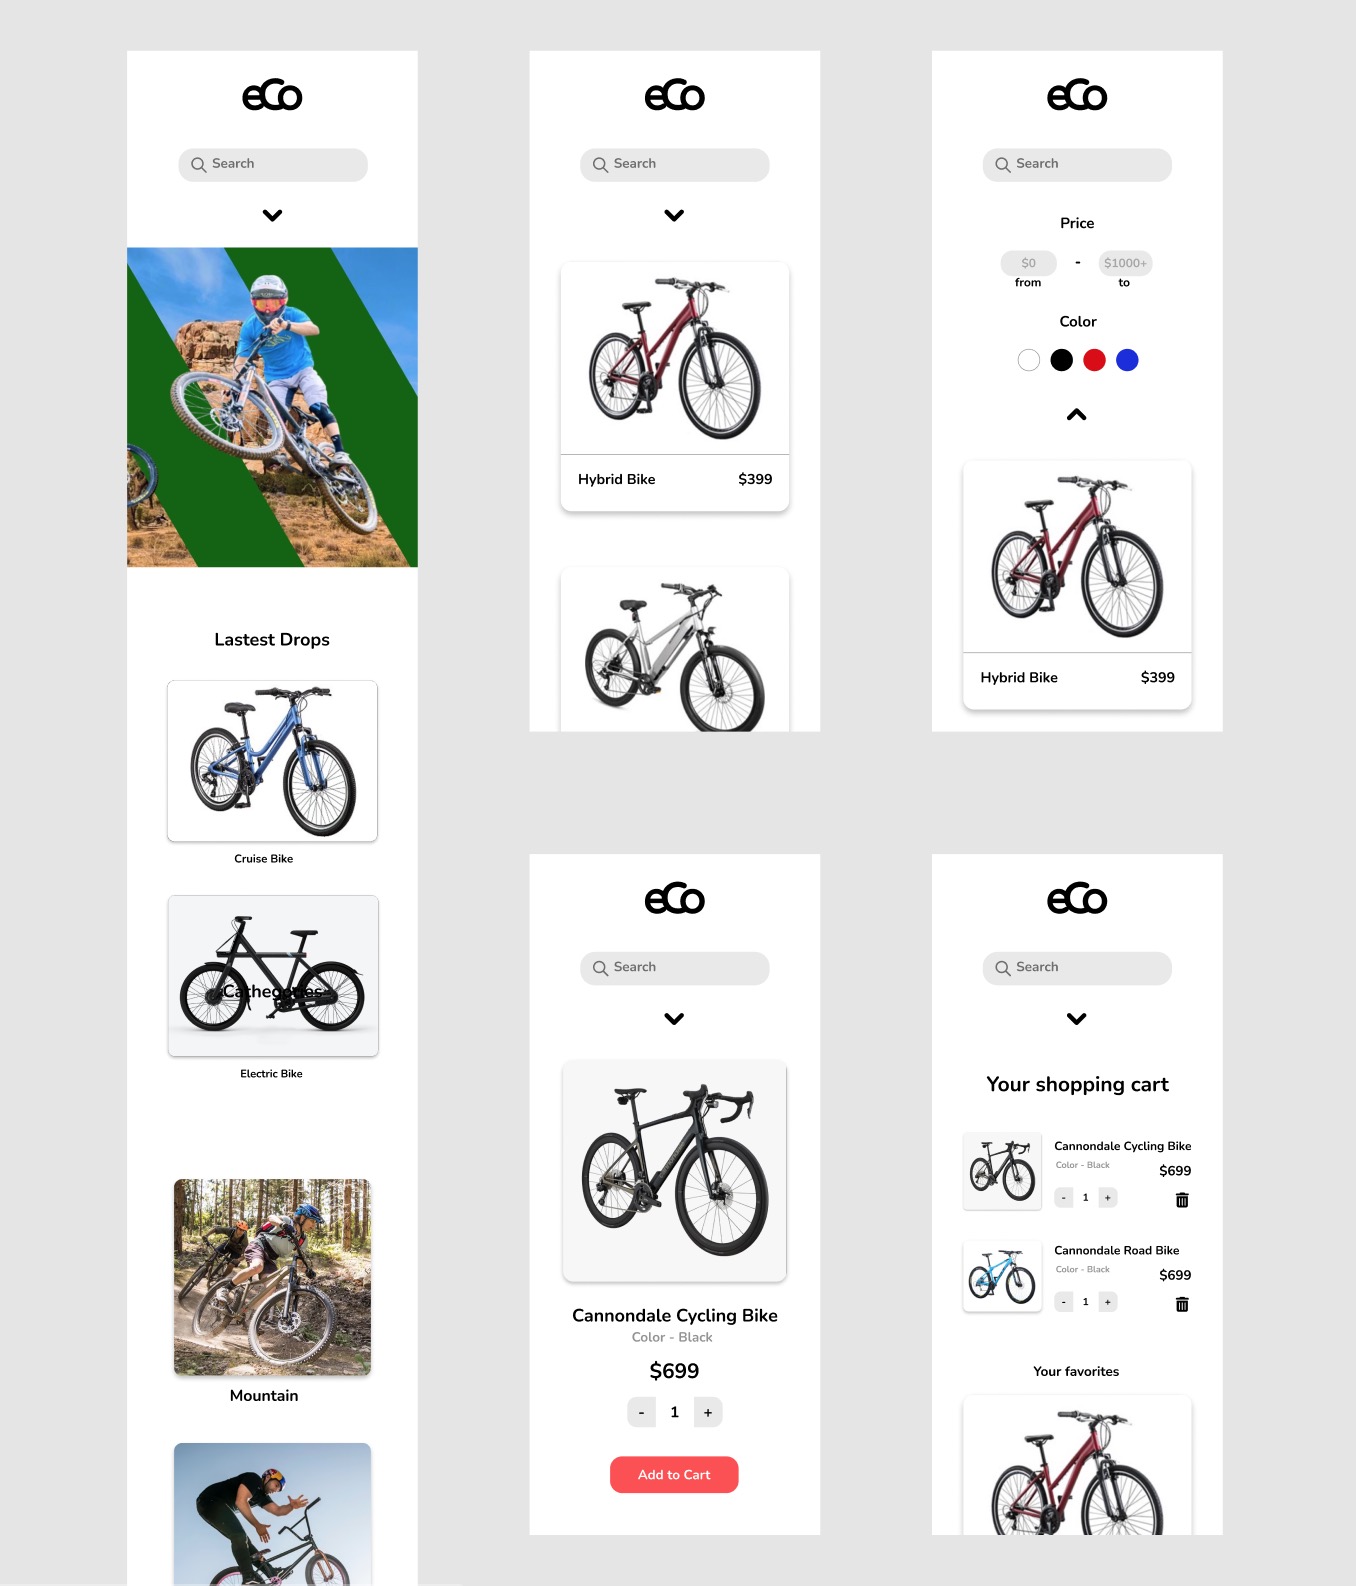 eCo
Search
Lastest Drops
Cruise Bike
Cathegories
Electric Bike
Mountain
eCo
Search
Hybrid Bike $399
eCo
Search
Price
$0 - $1000+
from to
Color
Hybrid Bike $399
eCo
Search
Cannondale Cycling Bike
Color - Black
$699
- 1 +
Add to Cart
eCo
Search
Your shopping cart
Cannondale Cycling Bike
Color - Black
$699
- 1 +
Cannondale Road Bike
Color - Black
$699
- 1 +
Your favorites